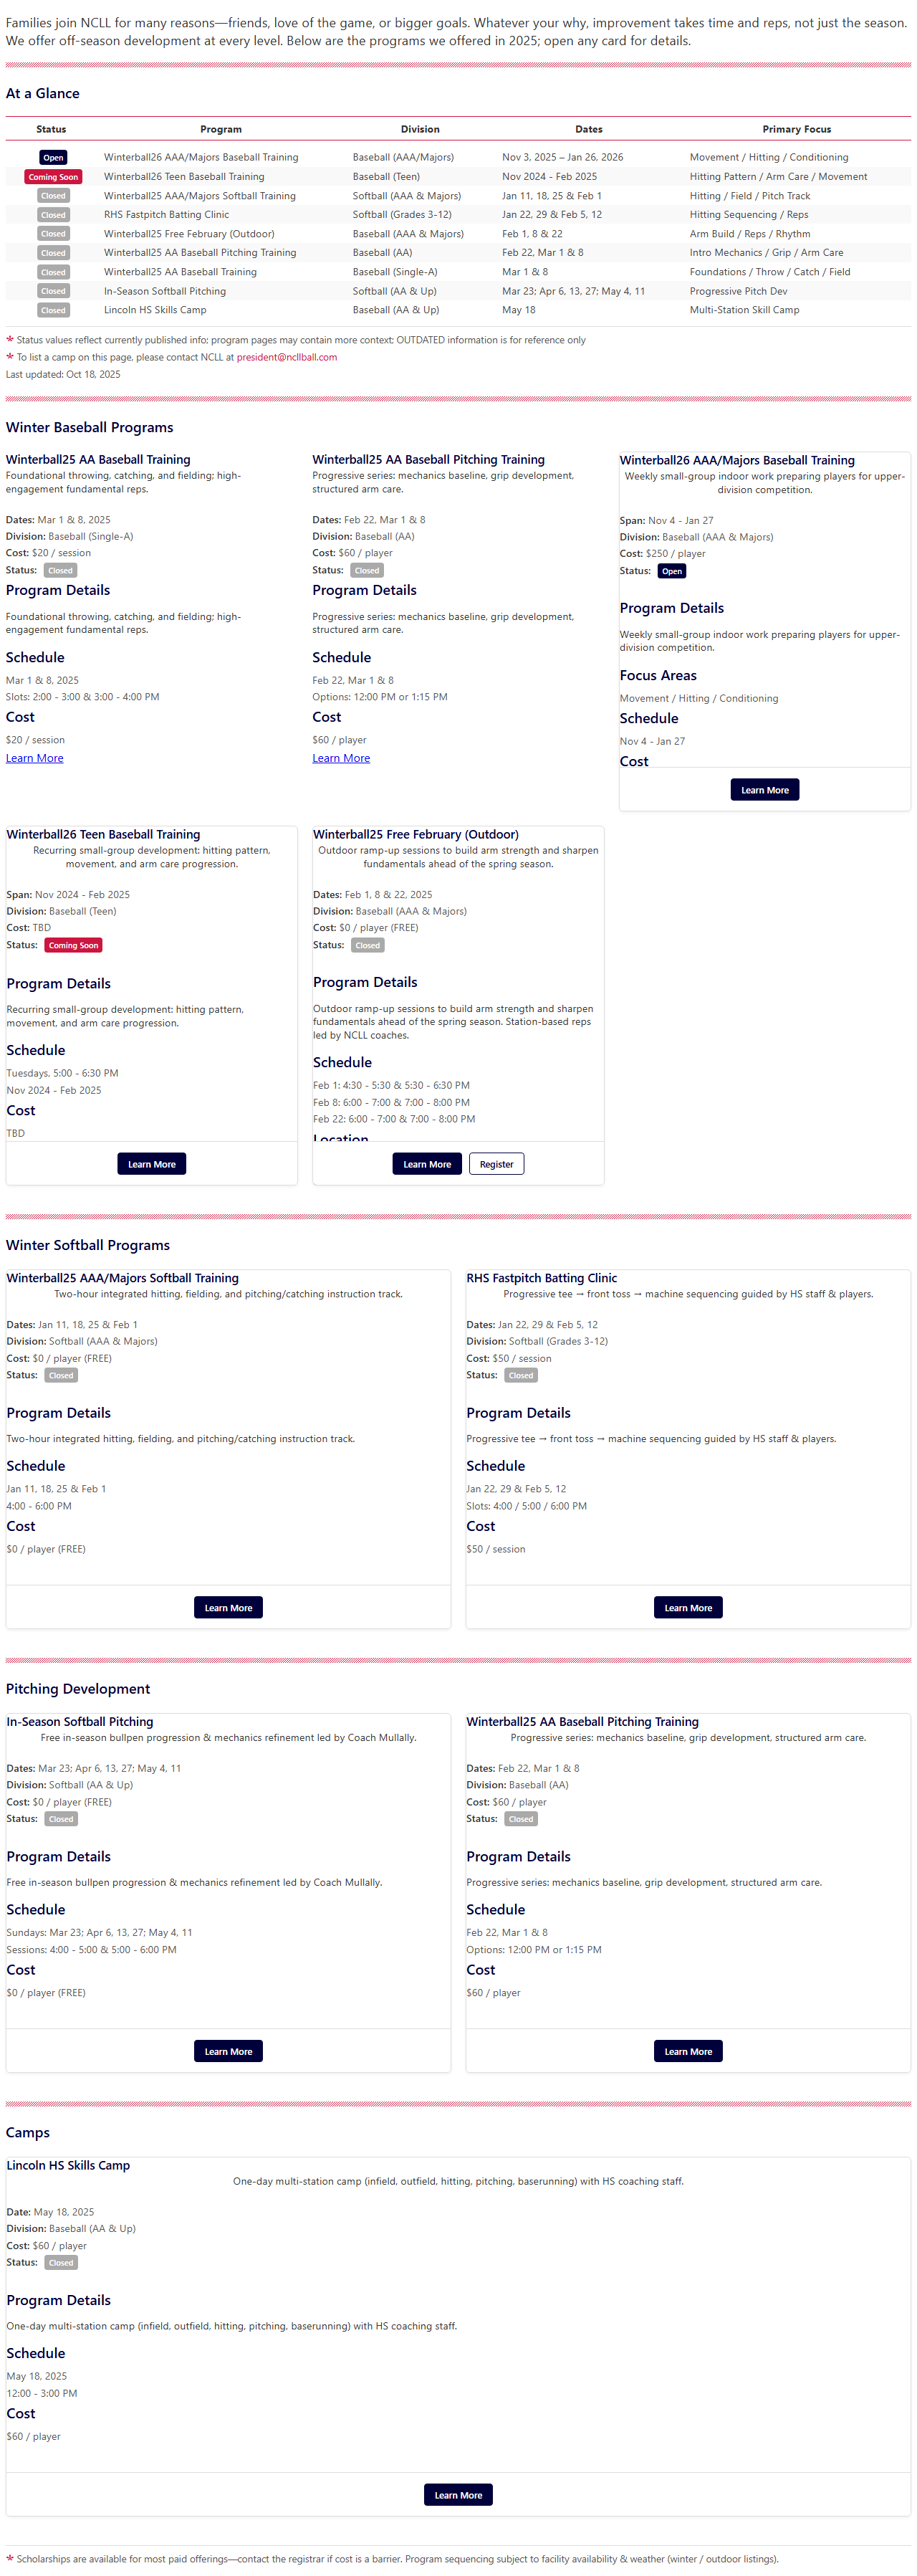 Families join NCLL for many reasons—friends, love of the game, or bigger goals. Whatever your why, improvement takes time and reps, not just the season.
We offer off-season development at every level. Below are the programs we offered in 2025; open any card for details.
At a Glance
Status Program Division Dates Primary Focus
Open Winterball26 AAA/Majors Baseball Training Baseball (AAA/Majors) Nov 3, 2025 – Jan 26, 2026 Movement / Hitting / Conditioning
Coming Soon Winterball26 Teen Baseball Training Baseball (Teen) Nov 2024 - Feb 2025 Hitting Pattern / Arm Care / Movement
Closed Winterball25 AAA/Majors Softball Training Softball (AAA & Majors) Jan 11, 18, 25 & Feb 1 Hitting / Field / Pitch Track
Closed RHS Fastpitch Batting Clinic Softball (Grades 3-12) Jan 22, 29 & Feb 5, 12 Hitting Sequencing / Reps
Closed Winterball25 Free February (Outdoor) Baseball (AAA & Majors) Feb 1, 8 & 22 Arm Build / Reps / Rhythm
Closed Winterball25 AA Baseball Pitching Training Baseball (AA) Feb 22, Mar 1 & 8 Intro Mechanics / Grip / Arm Care
Closed Winterball25 AA Baseball Training Baseball (Single-A) Mar 1 & 8 Foundations / Throw / Catch / Field
Closed In-Season Softball Pitching Softball (AA & Up) Mar 23; Apr 6, 13, 27; May 4, 11 Progressive Pitch Dev
Closed Lincoln HS Skills Camp Baseball (AA & Up) May 18 Multi-Station Skill Camp
* Status values reflect currently published info; program pages may contain more context; OUTDATED information is for reference only
* To list a camp on this page, please contact NCLL at president@ncllball.com
Last updated: Oct 18, 2025
Winter Baseball Programs
Winterball25 AA Baseball Training
Foundational throwing, catching, and fielding; high-
engagement fundamental reps.
Dates: Mar 1 & 8, 2025
Division: Baseball (Single-A)
Cost: $20 / session
Status: Closed
Program Details
Foundational throwing, catching, and fielding; high-
engagement fundamental reps.
Schedule
Mar 1 & 8, 2025
Slots: 2:00 - 3:00 & 3:00 - 4:00 PM
Cost
$20 / session
Learn More
Winterball25 AA Baseball Pitching Training
Progressive series: mechanics baseline, grip development,
structured arm care.
Dates: Feb 22, Mar 1 & 8
Division: Baseball (AA)
Cost: $60 / player
Status: Closed
Program Details
Progressive series: mechanics baseline, grip development,
structured arm care.
Schedule
Feb 22, Mar 1 & 8
Options: 12:00 PM or 1:15 PM
Cost
$60 / player
Learn More
Winterball26 AAA/Majors Baseball Training
Weekly small-group indoor work preparing players for upper-
division competition.
Span: Nov 4 - Jan 27
Division: Baseball (AAA & Majors)
Cost: $250 / player
Status: Open
Program Details
Weekly small-group indoor work preparing players for upper-
division competition.
Focus Areas
Movement / Hitting / Conditioning
Schedule
Nov 4 - Jan 27
Cost
Learn More
Winterball26 Teen Baseball Training
Recurring small-group development: hitting pattern,
movement, and arm care progression.
Span: Nov 2024 - Feb 2025
Division: Baseball (Teen)
Cost: TBD
Status: Coming Soon
Program Details
Recurring small-group development: hitting pattern,
movement, and arm care progression.
Schedule
Tuesdays, 5:00 - 6:30 PM
Nov 2024 - Feb 2025
Cost
TBD
Learn More
Winterball25 Free February (Outdoor)
Outdoor ramp-up sessions to build arm strength and sharpen
fundamentals ahead of the spring season.
Dates: Feb 1, 8 & 22, 2025
Division: Baseball (AAA & Majors)
Cost: $0 / player (FREE)
Status: Closed
Program Details
Outdoor ramp-up sessions to build arm strength and sharpen
fundamentals ahead of the spring season. Station-based reps
led by NCLL coaches.
Schedule
Feb 1: 4:30 - 5:30 & 5:30 - 6:30 PM
Feb 8: 6:00 - 7:00 & 7:00 - 8:00 PM
Feb 22: 6:00 - 7:00 & 7:00 - 8:00 PM
Location
Learn More Register
Winter Softball Programs
Winterball25 AAA/Majors Softball Training
Two-hour integrated hitting, fielding, and pitching/catching instruction track.
Dates: Jan 11, 18, 25 & Feb 1
Division: Softball (AAA & Majors)
Cost: $0 / player (FREE)
Status: Closed
Program Details
Two-hour integrated hitting, fielding, and pitching/catching instruction track.
Schedule
Jan 11, 18, 25 & Feb 1
4:00 - 6:00 PM
Cost
$0 / player (FREE)
Learn More
RHS Fastpitch Batting Clinic
Progressive tee → front toss → machine sequencing guided by HS staff & players.
Dates: Jan 22, 29 & Feb 5, 12
Division: Softball (Grades 3-12)
Cost: $50 / session
Status: Closed
Program Details
Progressive tee → front toss → machine sequencing guided by HS staff & players.
Schedule
Jan 22, 29 & Feb 5, 12
Slots: 4:00 / 5:00 / 6:00 PM
Cost
$50 / session
Learn More
Pitching Development
In-Season Softball Pitching
Free in-season bullpen progression & mechanics refinement led by Coach Mullally.
Dates: Mar 23; Apr 6, 13, 27; May 4, 11
Division: Softball (AA & Up)
Cost: $0 / player (FREE)
Status: Closed
Program Details
Free in-season bullpen progression & mechanics refinement led by Coach Mullally.
Schedule
Sundays: Mar 23; Apr 6, 13, 27; May 4, 11
Sessions: 4:00 - 5:00 & 5:00 - 6:00 PM
Cost
$0 / player (FREE)
Learn More
Winterball25 AA Baseball Pitching Training
Progressive series: mechanics baseline, grip development, structured arm care.
Dates: Feb 22, Mar 1 & 8
Division: Baseball (AA)
Cost: $60 / player
Status: Closed
Program Details
Progressive series: mechanics baseline, grip development, structured arm care.
Schedule
Feb 22, Mar 1 & 8
Options: 12:00 PM or 1:15 PM
Cost
$60 / player
Learn More
Camps
Lincoln HS Skills Camp
One-day multi-station camp (infield, outfield, hitting, pitching, baserunning) with HS coaching staff.
Date: May 18, 2025
Division: Baseball (AA & Up)
Cost: $60 / player
Status: Closed
Program Details
One-day multi-station camp (infield, outfield, hitting, pitching, baserunning) with HS coaching staff.
Schedule
May 18, 2025
12:00 - 3:00 PM
Cost
$60 / player
Learn More
* Scholarships are available for most paid offerings—contact the registrar if cost is a barrier. Program sequencing subject to facility availability & weather (winter / outdoor listings).